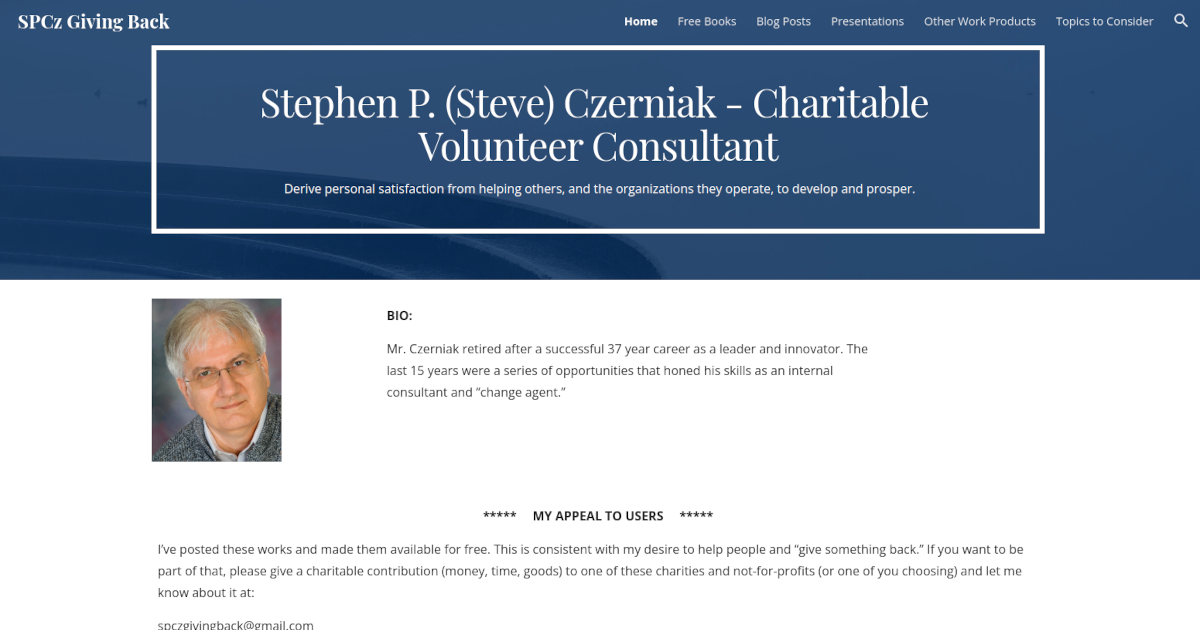 SPCz Giving Back
Home Free Books Blog Posts Presentations Other Work Products Topics to Consider
Stephen P. (Steve) Czerniak - Charitable
Volunteer Consultant
Derive personal satisfaction from helping others, and the organizations they operate, to develop and prosper.
BIO:
Mr. Czerniak retired after a successful 37 year career as a leader and innovator. The
last 15 years were a series of opportunities that honed his skills as an internal
consultant and “change agent.”
***** MY APPEAL TO USERS *****
I’ve posted these works and made them available for free. This is consistent with my desire to help people and “give something back.” If you want to be
part of that, please give a charitable contribution (money, time, goods) to one of these charities and not-for-profits (or one of you choosing) and let me
know about it at:
spczgivingback@gmail.com